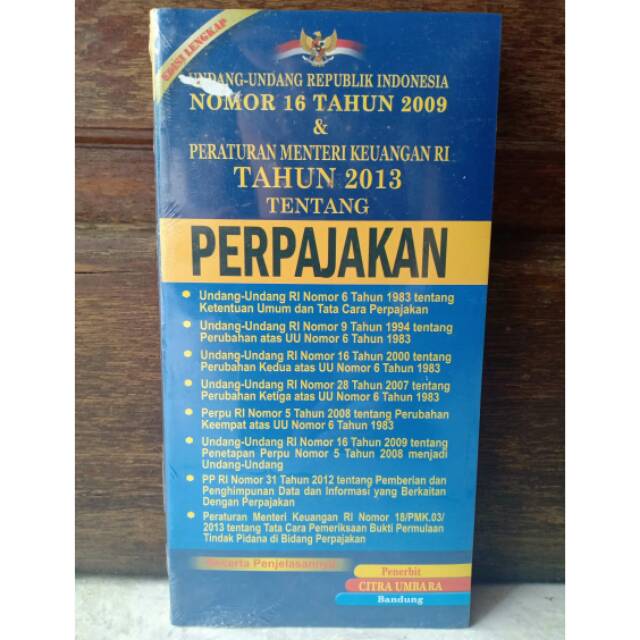 EDISI LENGKAP
UNDANG-UNDANG REPUBLIK INDONESIA
NOMOR 16 TAHUN 2009
&
PERATURAN MENTERI KEUANGAN RI
TAHUN 2013
TENTANG
PERPAJAKAN
• Undang-Undang RI Nomor 6 Tahun 1983 tentang
Ketentuan Umum dan Tata Cara Perpajakan
• Undang-Undang RI Nomor 9 Tahun 1994 tentang
Perubahan atas UU Nomor 6 Tahun 1983
• Undang-Undang RI Nomor 16 Tahun 2000 tentang
Perubahan Kedua atas UU Nomor 6 Tahun 1983
• Undang-Undang RI Nomor 28 Tahun 2007 tentang
Perubahan Ketiga atas UU Nomor 6 Tahun 1983
• Perpu RI Nomor 5 Tahun 2008 tentang Perubahan
Keempat atas UU Nomor 6 Tahun 1983
• Undang-Undang RI Nomor 16 Tahun 2009 tentang
Penetapan Perpu Nomor 5 Tahun 2008 menjadi
Undang-Undang
• PP RI Nomor 31 Tahun 2012 tentang Pemberian dan
Penghimpunan Data dan Informasi yang Berkaitan
Dengan Perpajakan
• Peraturan Menteri Keuangan RI Nomor 18/PMK.03/
2013 tentang Tata Cara Pemeriksaan Bukti Permulaan
Tindak Pidana di Bidang Perpajakan
Beserta Penjelasannya
Penerbit
CITRA UMBARA
Bandung